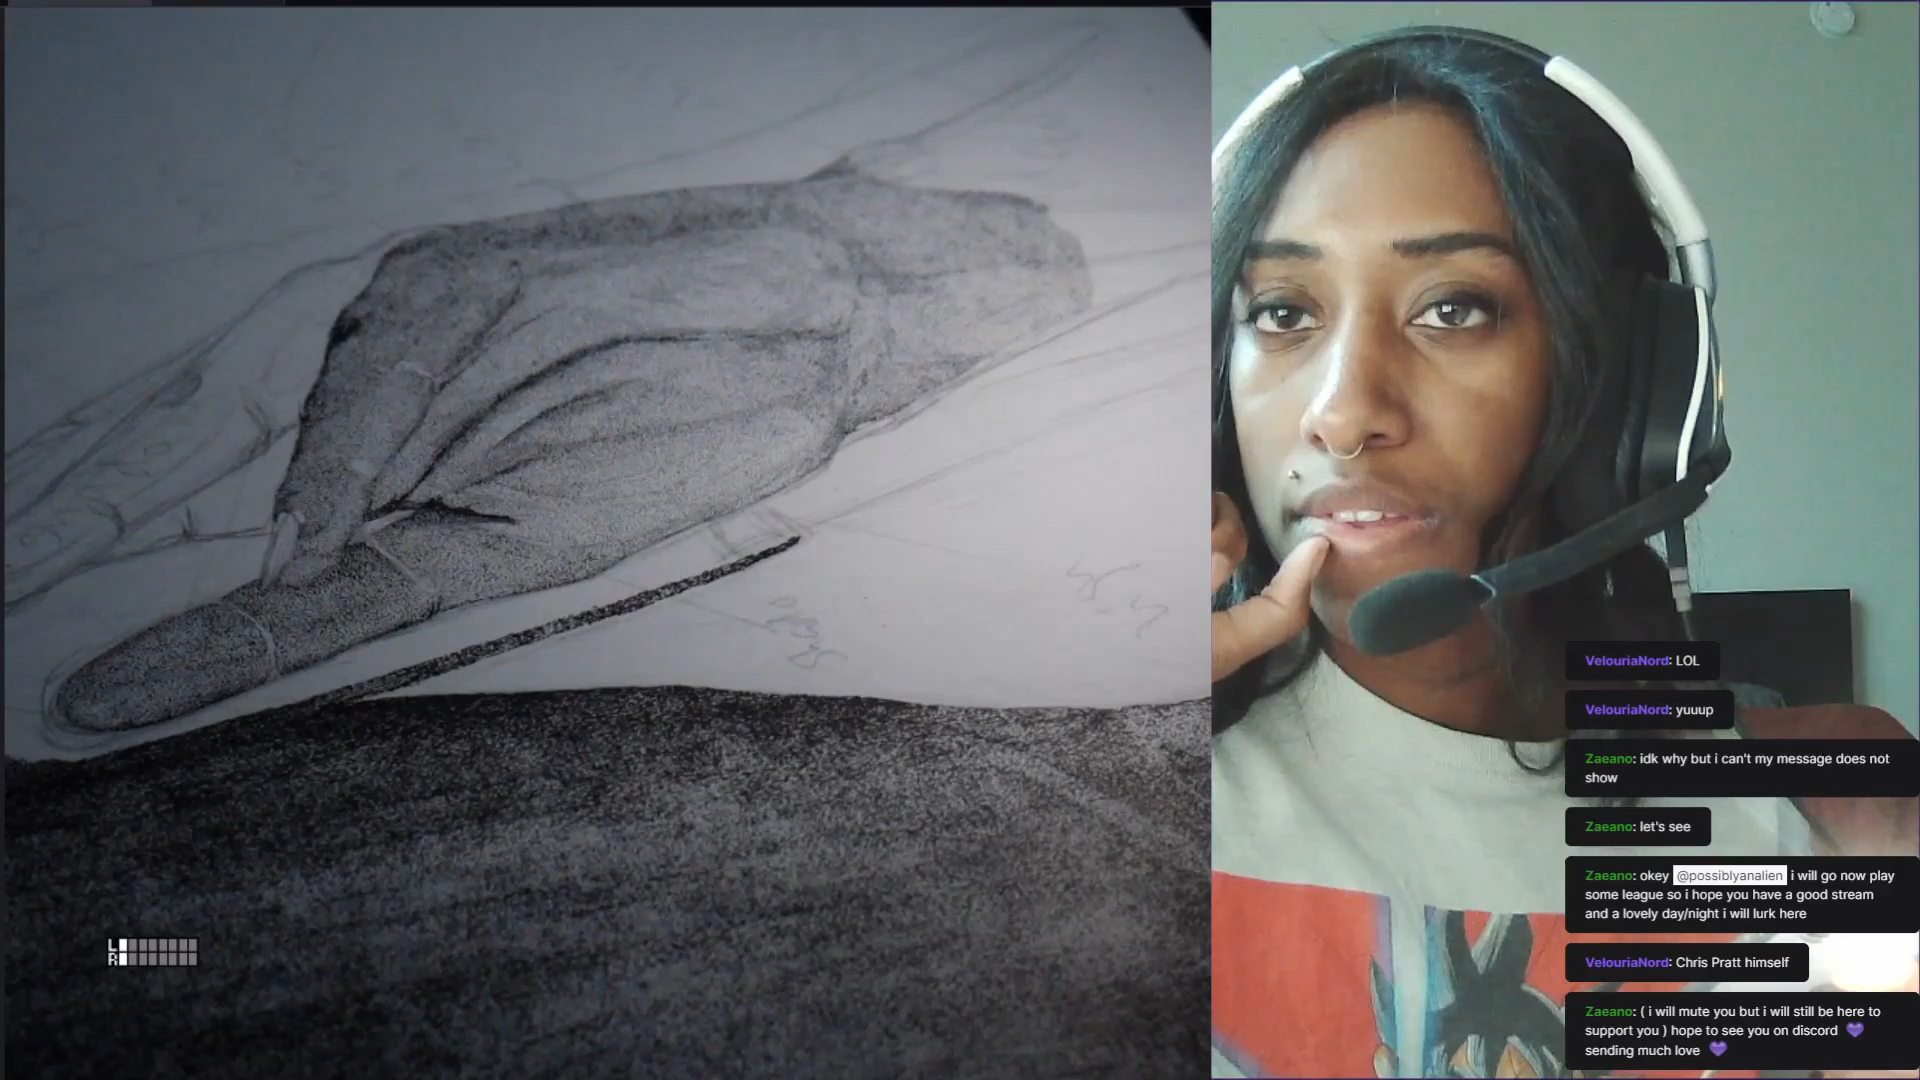 L
R
VelouriaNord: LOL
VelouriaNord: yuuup
Zaeano: idk why but i can't my message does not
show
Zaeano: let's see
Zaeano: okey @possiblyanalien i will go now play
some league so i hope you have a good stream
and a lovely day/night i will lurk here
VelouriaNord: Chris Pratt himself
Zaeano: ( i will mute you but i will still be here to
support you ) hope to see you on discord 💜
sending much love 💜